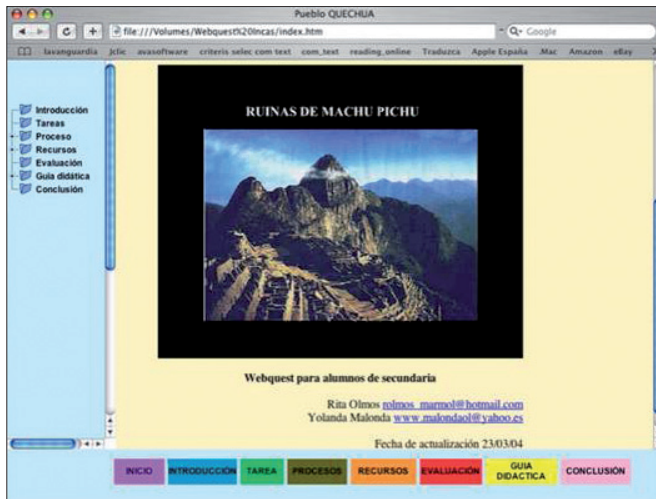 Pueblo QUECHUA
file:///Volumes/Webquest%20Incas/index.htm
Google
lavanguardia Jclic avasoftware criteris selec com text com_text reading_online Traduzca Apple España .Mac Amazon eBay
Introducción
Tareas
Proceso
Recursos
Evaluación
Guia didática
Conclusión
RUINAS DE MACHU PICHU
Webquest para alumnos de secundaria
Rita Olmos rolmos_marmol@hotmail.com
Yolanda Malonda www.malondaol@yahoo.es
Fecha de actualización 23/03/04
INICIO INTRODUCCIÓN TAREA PROCESOS RECURSOS EVALUACIÓN GUIA DIDACTICA CONCLUSIÓN